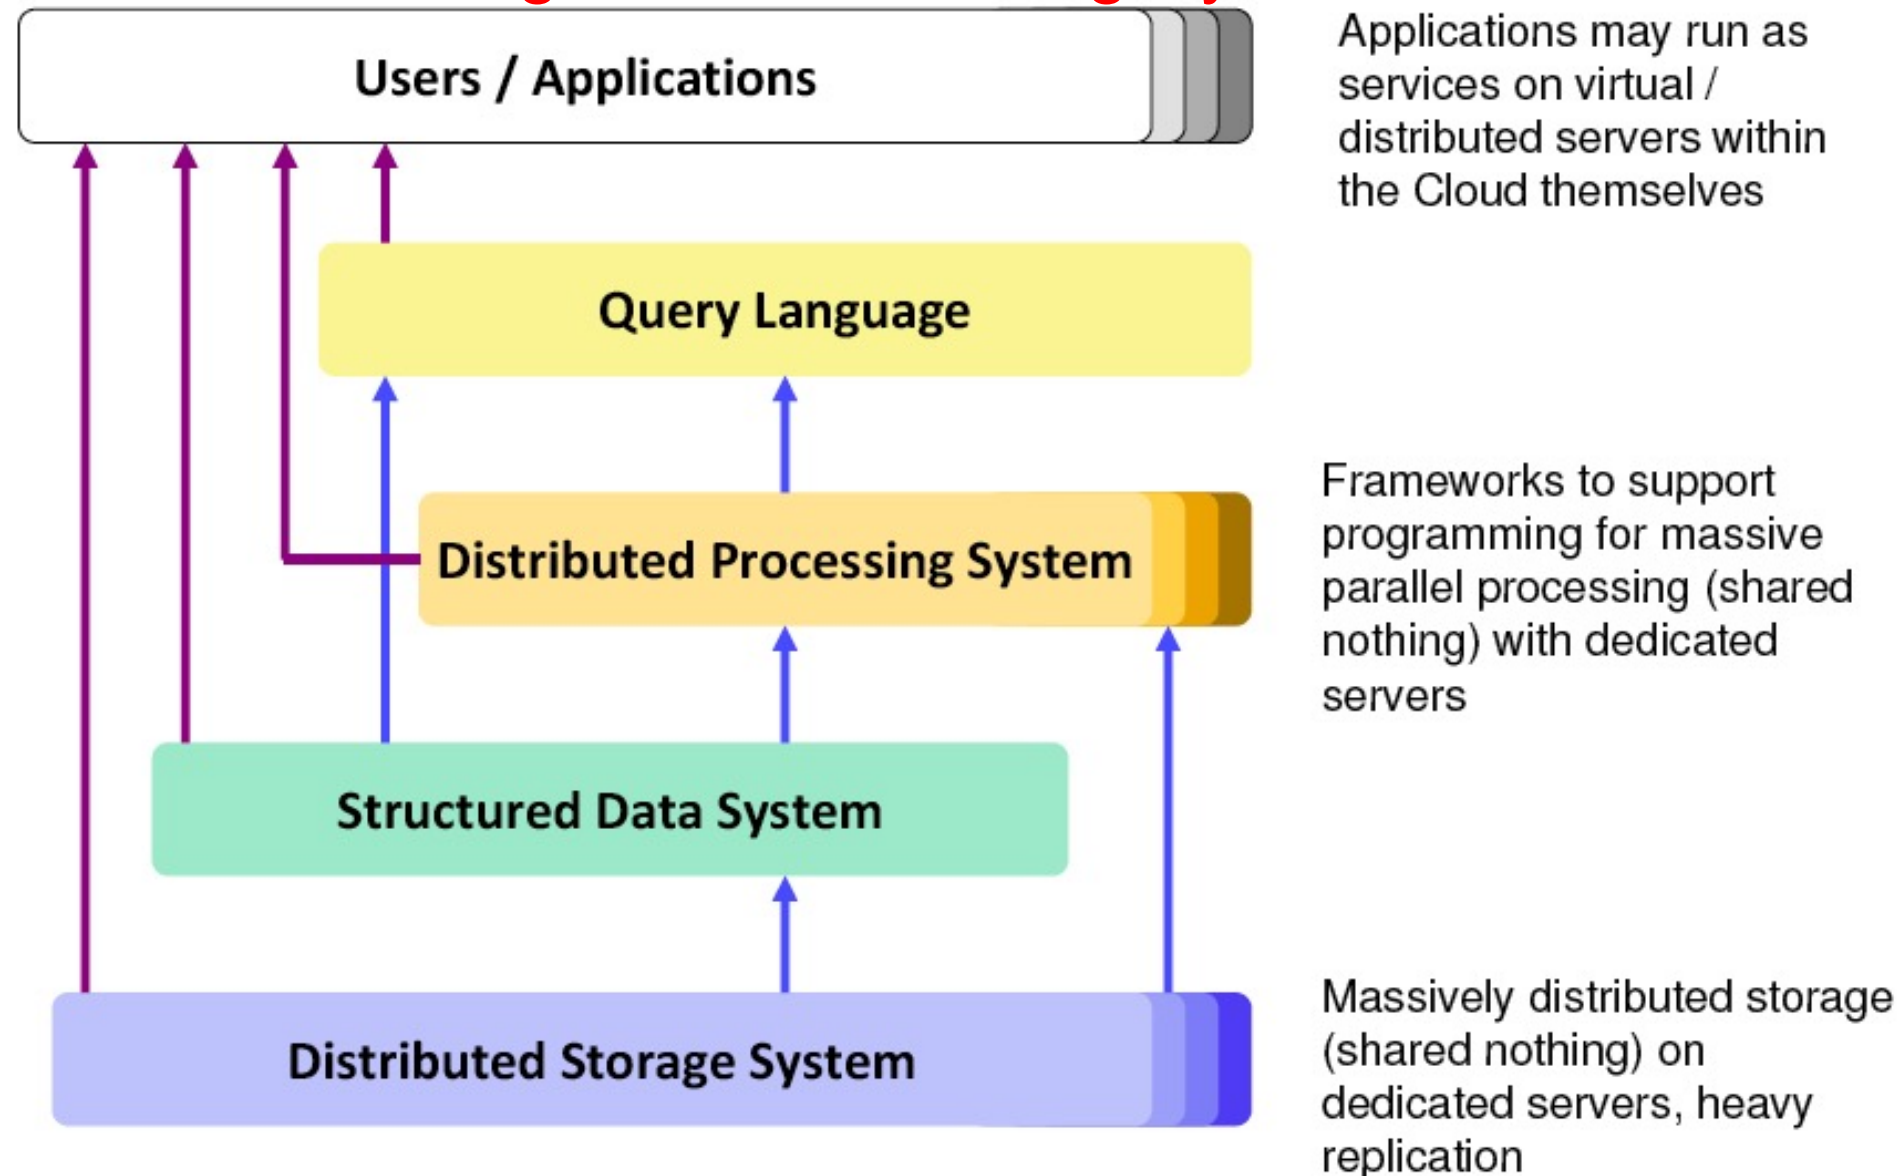 Users / Applications
Applications may run as
services on virtual /
distributed servers within
the Cloud themselves
Query Language
Distributed Processing System
Frameworks to support
programming for massive
parallel processing (shared
nothing) with dedicated
servers
Structured Data System
Distributed Storage System
Massively distributed storage
(shared nothing) on
dedicated servers, heavy
replication